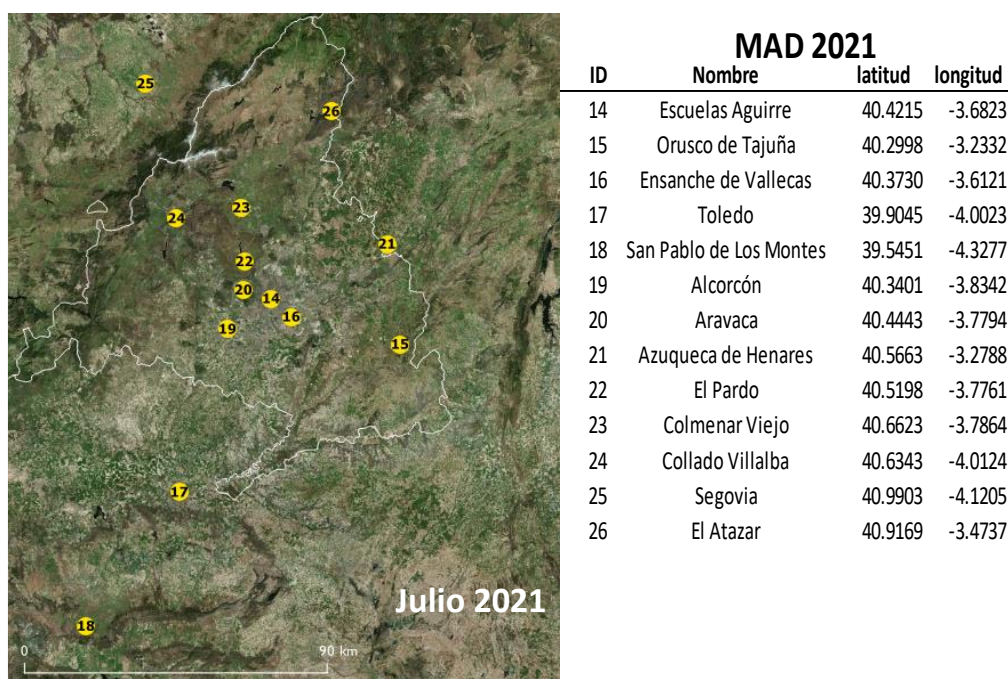 25
26
24
23
21
22
20
14
16
19
15
17
18
Julio 2021
0
90 km
MAD 2021
ID Nombre latitud longitud
14 Escuelas Aguirre 40.4215 -3.6823
15 Orusco de Tajuña 40.2998 -3.2332
16 Ensanche de Vallecas 40.3730 -3.6121
17 Toledo 39.9045 -4.0023
18 San Pablo de Los Montes 39.5451 -4.3277
19 Alcorcón 40.3401 -3.8342
20 Aravaca 40.4443 -3.7794
21 Azuqueca de Henares 40.5663 -3.2788
22 El Pardo 40.5198 -3.7761
23 Colmenar Viejo 40.6623 -3.7864
24 Collado Villalba 40.6343 -4.0124
25 Segovia 40.9903 -4.1205
26 El Atazar 40.9169 -3.4737